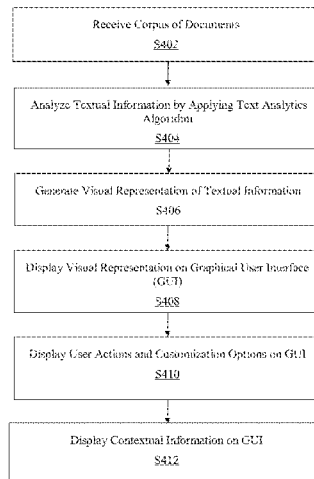 Receive Corpus of Documents
S402
Analyze Textual Information by Applying Text Analytics
Algorithm
S404
Generate Visual Representation of Textual Information
S406
Display Visual Representation on Graphical User Interface
(GUI)
S408
Display User Actions and Customization Options on GUI
S410
Display Contextual Information on GUI
S412